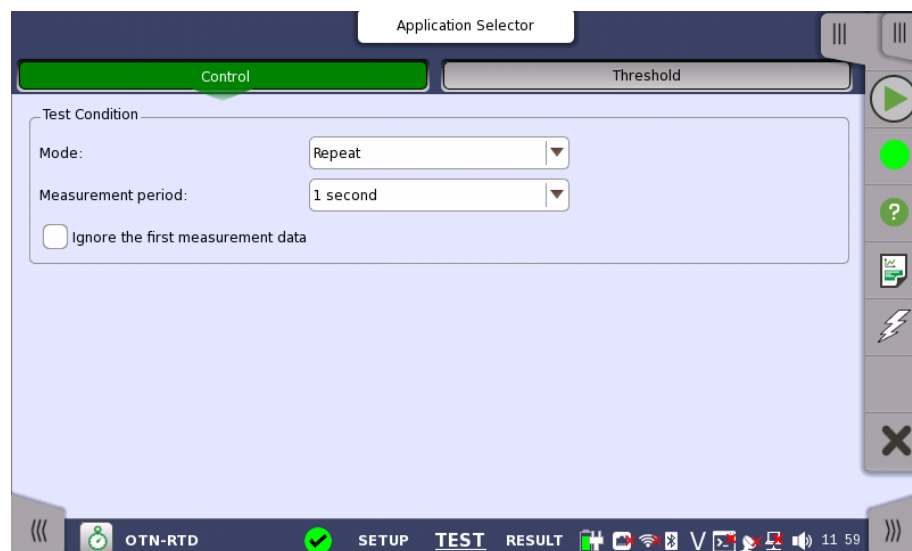 Application Selector
Control
Threshold
Test Condition
Mode:
Repeat
Measurement period:
1 second
Ignore the first measurement data
OTN-RTD
SETUP
TEST
RESULT
11 59